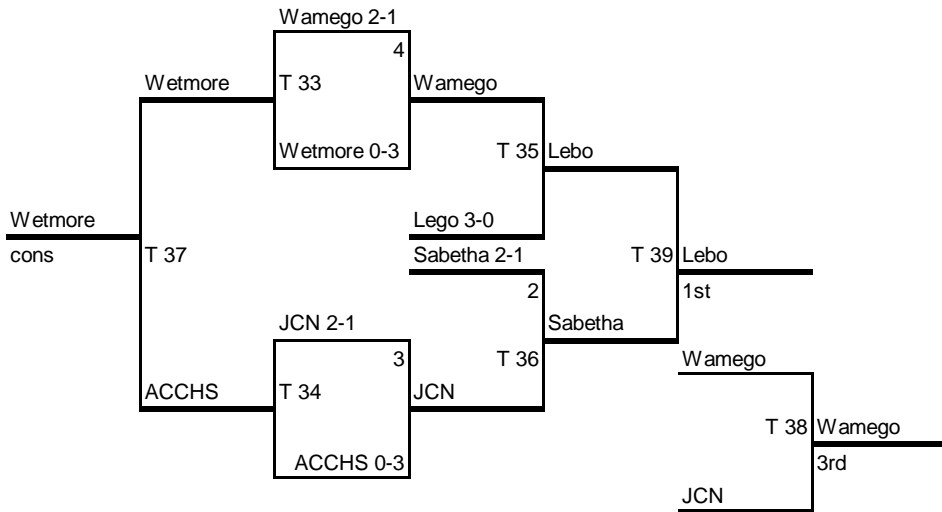 Wamego 2-1
4
Wetmore
T 33
Wamego
Wetmore 0-3
T 35
Lebo
Wetmore
Lego 3-0
cons
T 37
Sabetha 2-1
T 39
Lebo
2
1st
JCN 2-1
Sabetha
3
T 36
Wamego
ACCHS
T 34
JCN
T 38
Wamego
ACCHS 0-3
3rd
JCN